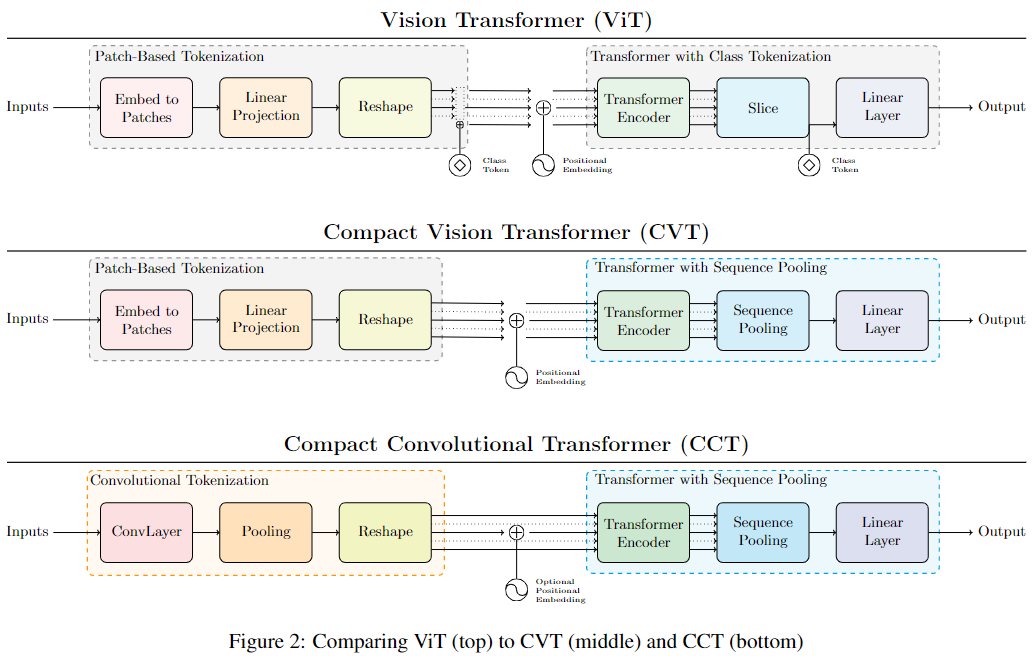 Vision Transformer (ViT)
Patch-Based Tokenization
Transformer with Class Tokenization
Inputs
Embed to
Patches
Linear
Projection
Reshape
Transformer
Encoder
Slice
Linear
Layer
Output
Class
Token
Positional
Embedding
Class
Token
Compact Vision Transformer (CVT)
Patch-Based Tokenization
Transformer with Sequence Pooling
Inputs
Embed to
Patches
Linear
Projection
Reshape
Transformer
Encoder
Sequence
Pooling
Linear
Layer
Output
Positional
Embedding
Compact Convolutional Transformer (CCT)
Convolutional Tokenization
Transformer with Sequence Pooling
Inputs
ConvLayer
Pooling
Reshape
Transformer
Encoder
Sequence
Pooling
Linear
Layer
Output
Optional
Positional
Embedding
Figure 2: Comparing ViT (top) to CVT (middle) and CCT (bottom)